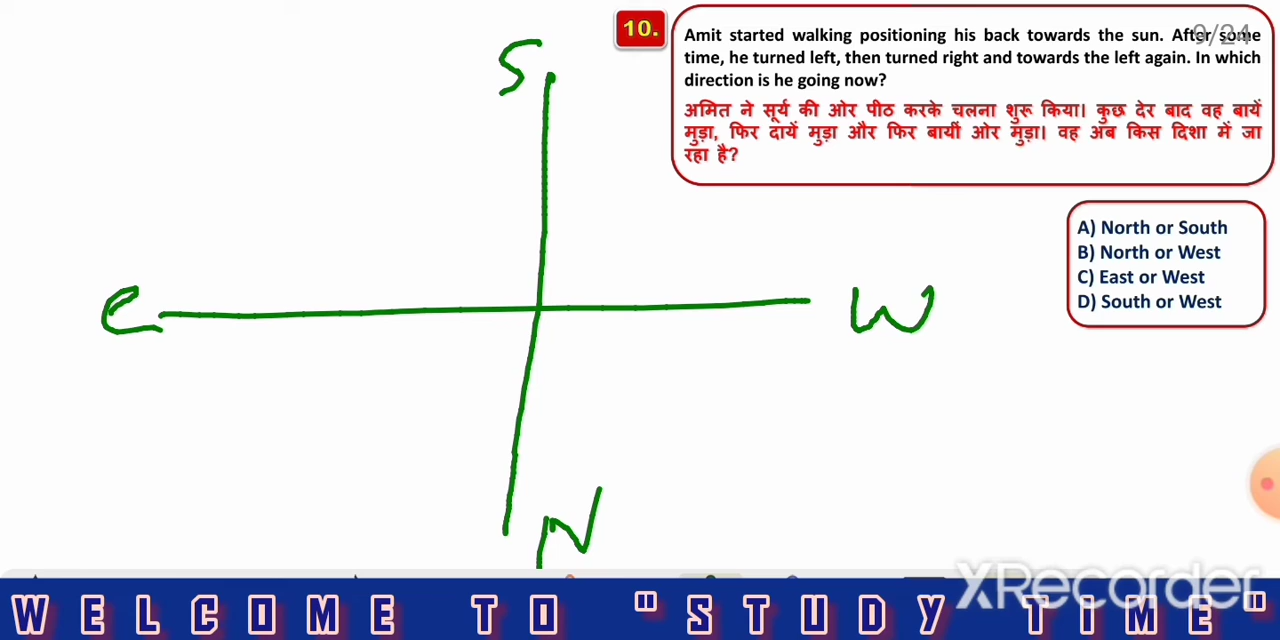 10.
Amit started walking positioning his back towards the sun. After some
9/24
time, he turned left, then turned right and towards the left again. In which
direction is he going now?
अमित ने सूर्य की ओर पीठ करके चलना शुरू किया। कुछ देर बाद वह बायें
मुड़ा, फिर दायें मुड़ा और फिर बायीं ओर मुड़ा। वह अब किस दिशा में जा
रहा है?
S
A) North or South
B) North or West
C) East or West
D) South or West
e
W
N
XRecorder
WELCOME TO "STUDY TIME"